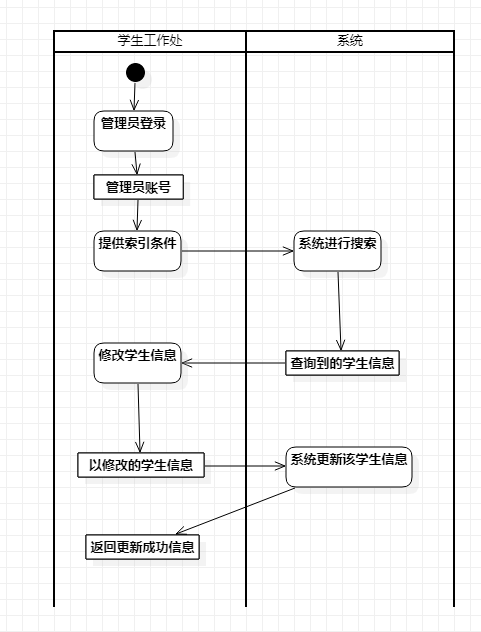 学生工作处
系统
管理员登录
管理员账号
提供索引条件
系统进行搜索
修改学生信息
查询到的学生信息
以修改的学生信息
系统更新该学生信息
返回更新成功信息